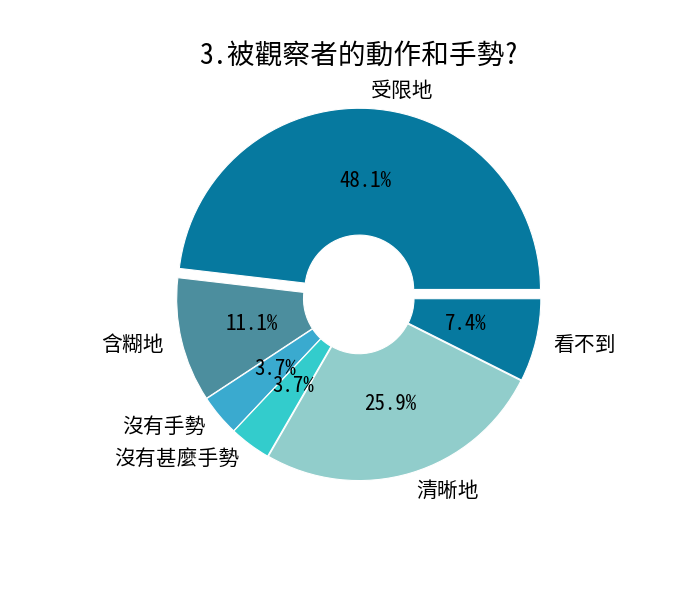 3.被觀察者的動作和手勢?
受限地
48.1%
11.1%
7.4%
含糊地
看不到
3.7%
3.7%
25.9%
沒有手勢
沒有甚麼手勢
清晰地